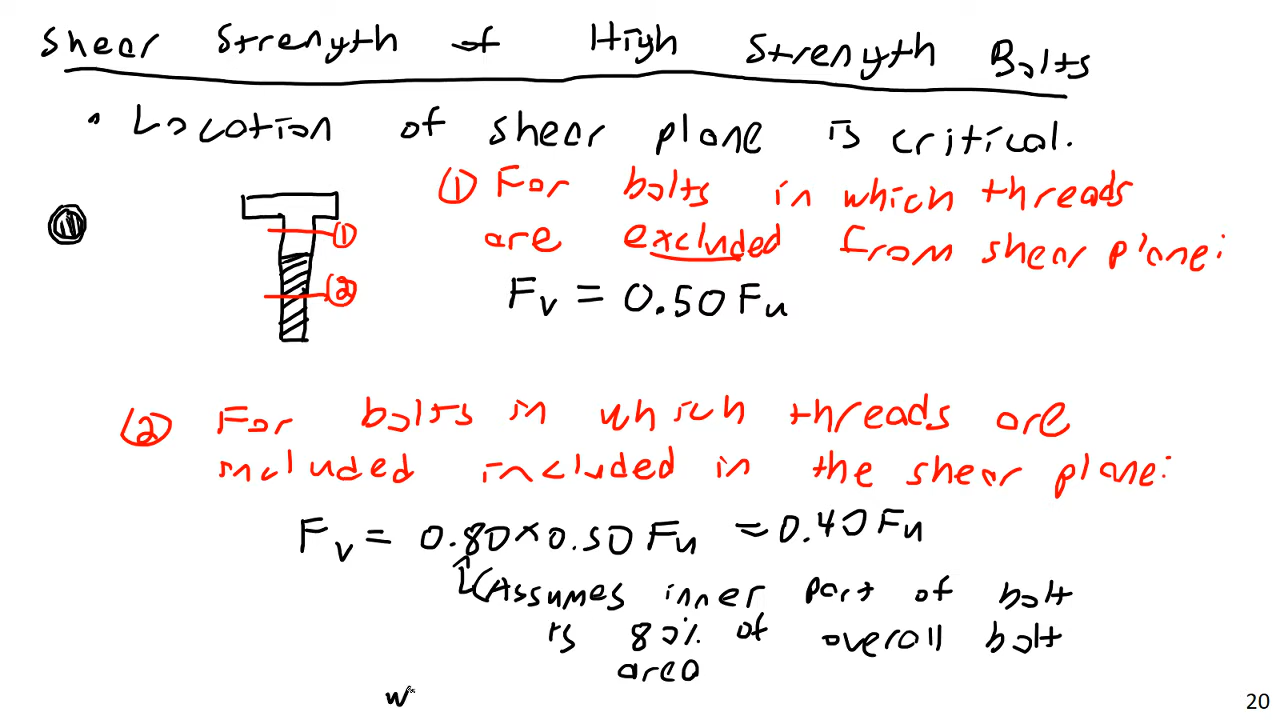 Shear Strength of High Strength Bolts
• Location of shear plane is critical.
① For bolts in which threads
are excluded from shear plane:
①
②
Fv = 0.50 Fu
② For bolts in which threads are
included included in the shear plane:
Fv = 0.80 × 0.50 Fu = 0.40 Fu
(Assumes inner part of bolt
is 80% of overall bolt
area
w
20